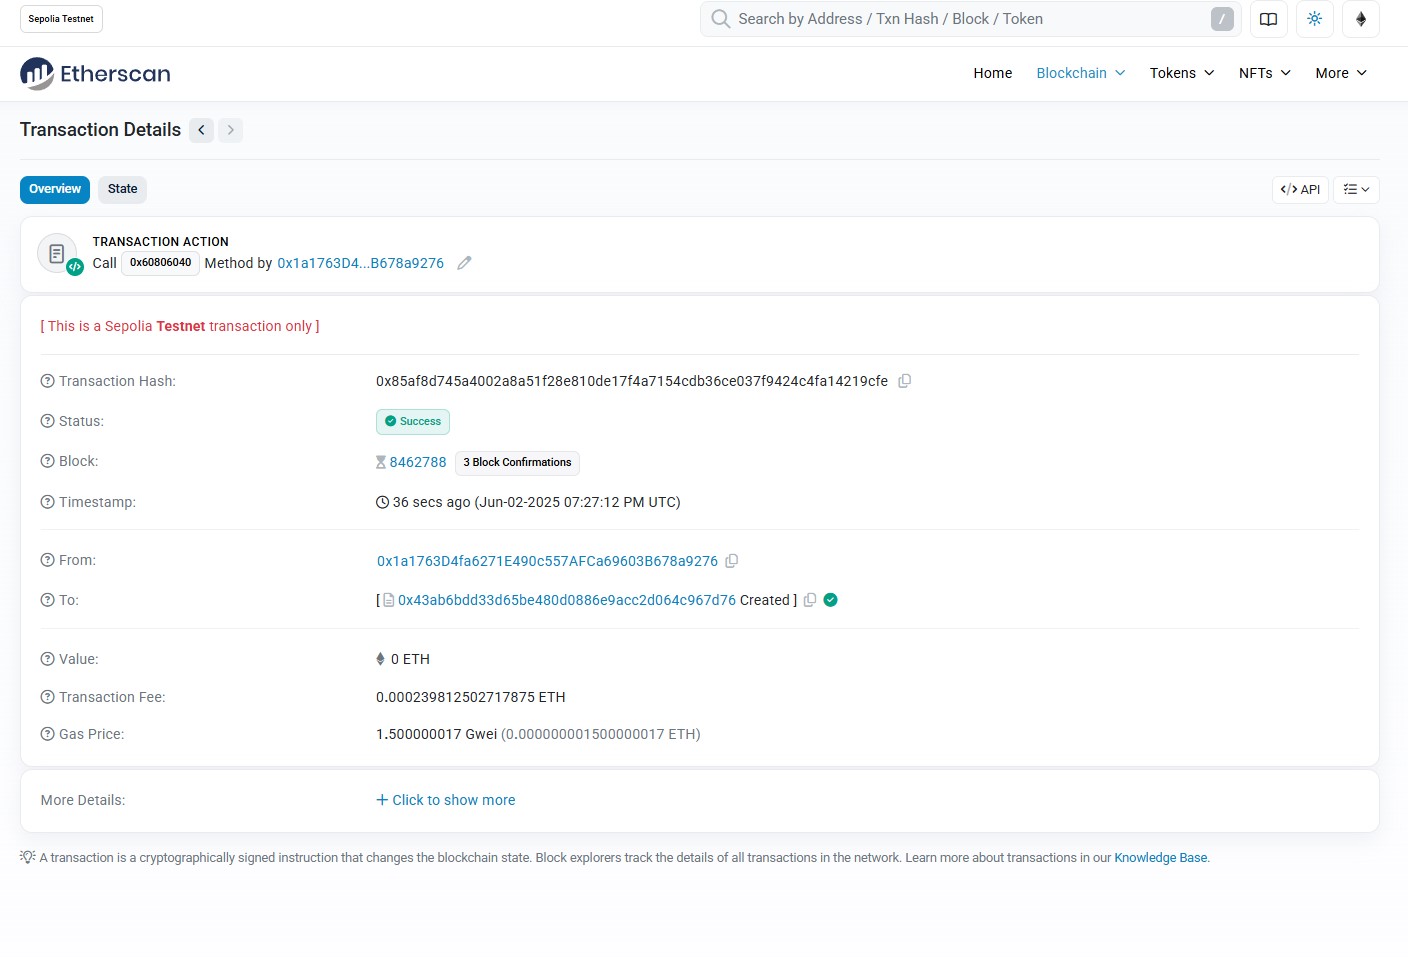 Sepolia Testnet
Search by Address / Txn Hash / Block / Token /
Etherscan
Home Blockchain Tokens NFTs More
Transaction Details
Overview State
</> API
TRANSACTION ACTION
Call 0x60806040 Method by 0x1a1763D4...B678a9276
[ This is a Sepolia Testnet transaction only ]
Transaction Hash: 0x85af8d745a4002a8a51f28e810de17f4a7154cdb36ce037f9424c4fa14219cfe
Status: Success
Block: 8462788 3 Block Confirmations
Timestamp: 36 secs ago (Jun-02-2025 07:27:12 PM UTC)
From: 0x1a1763D4fa6271E490c557AFCa69603B678a9276
To: [ 0x43ab6bdd33d65be480d0886e9acc2d064c967d76 Created ]
Value: 0 ETH
Transaction Fee: 0.000239812502717875 ETH
Gas Price: 1.500000017 Gwei (0.000000001500000017 ETH)
More Details: + Click to show more
A transaction is a cryptographically signed instruction that changes the blockchain state. Block explorers track the details of all transactions in the network. Learn more about transactions in our Knowledge Base.